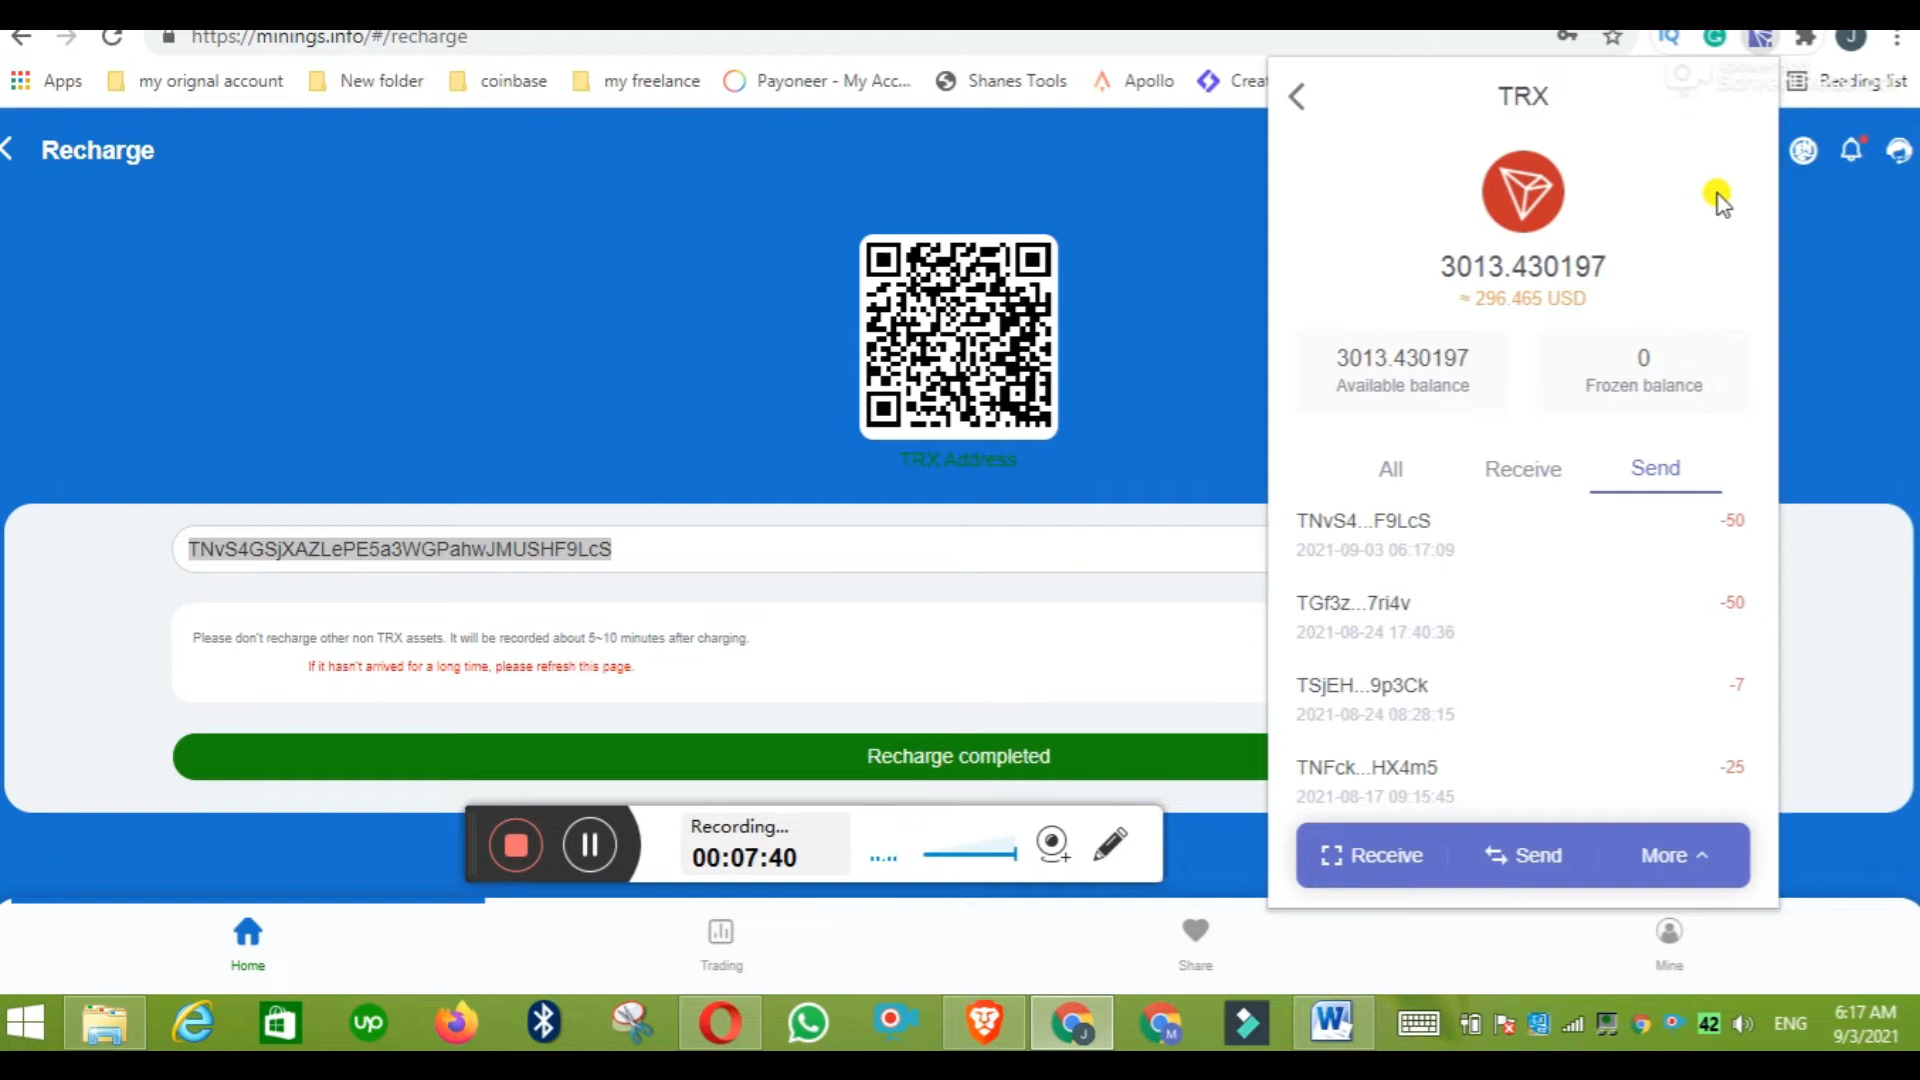 https://minings.info/#/recharge
IQ
J
Apps
my orignal account
New folder
coinbase
my freelance
Payoneer - My Acc...
Shanes Tools
Apollo
Creat
Reading list
Recharge
TRX Address
TNvS4GSjXAZLePE5a3WGPahwJMUSHF9LcS
Please don't recharge other non TRX assets. It will be recorded about 5~10 minutes after charging.
If it hasn't arrived for a long time, please refresh this page.
Recharge completed
TRX
3013.430197
≈ 296.465 USD
3013.430197
Available balance
0
Frozen balance
All
Receive
Send
TNvS4...F9LcS
-50
2021-09-03 06:17:09
TGf3z...7ri4v
-50
2021-08-24 17:40:36
TSjEH...9p3Ck
-7
2021-08-24 08:28:15
TNFck...HX4m5
-25
2021-08-17 09:15:45
Receive
Send
More
Recording...
00:07:40
Home
Trading
Share
Mine
up
J
M
W
42
ENG
6:17 AM
9/3/2021